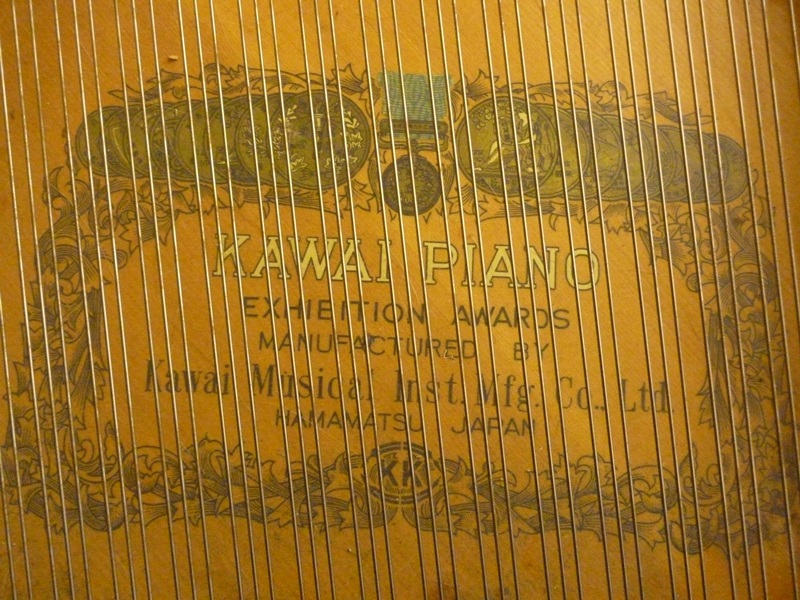 KAWAI PIANO
EXHIBITION AWARDS
MANUFACTURED BY
Kawai Musical Inst. Mfg. Co., Ltd.
HAMAMATSU JAPAN
KK